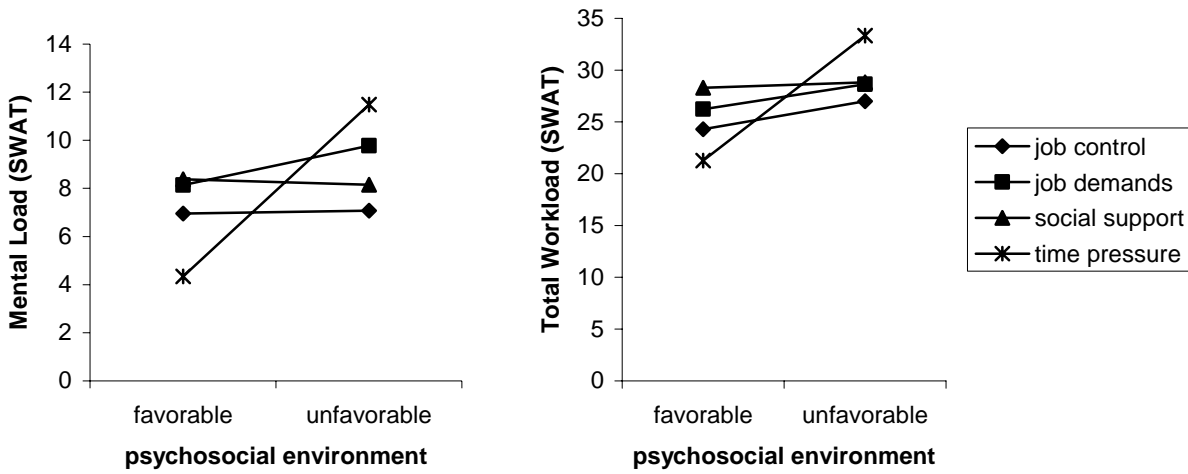 Mental Load (SWAT)
14
12
10
8
6
4
2
0
favorable
unfavorable
psychosocial environment
Total Workload (SWAT)
35
30
25
20
15
10
5
0
favorable
unfavorable
psychosocial environment
job control
job demands
social support
time pressure